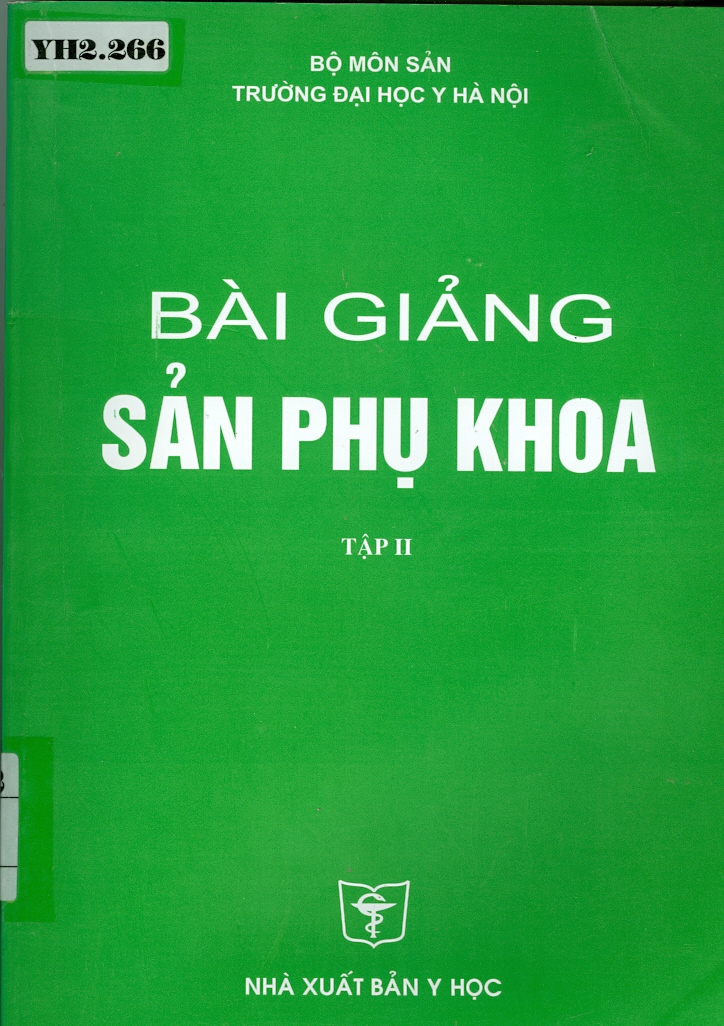 YH2.266
BỘ MÔN SẢN
TRƯỜNG ĐẠI HỌC Y HÀ NỘI
BÀI GIẢNG
SẢN PHỤ KHOA
TẬP II
NHÀ XUẤT BẢN Y HỌC